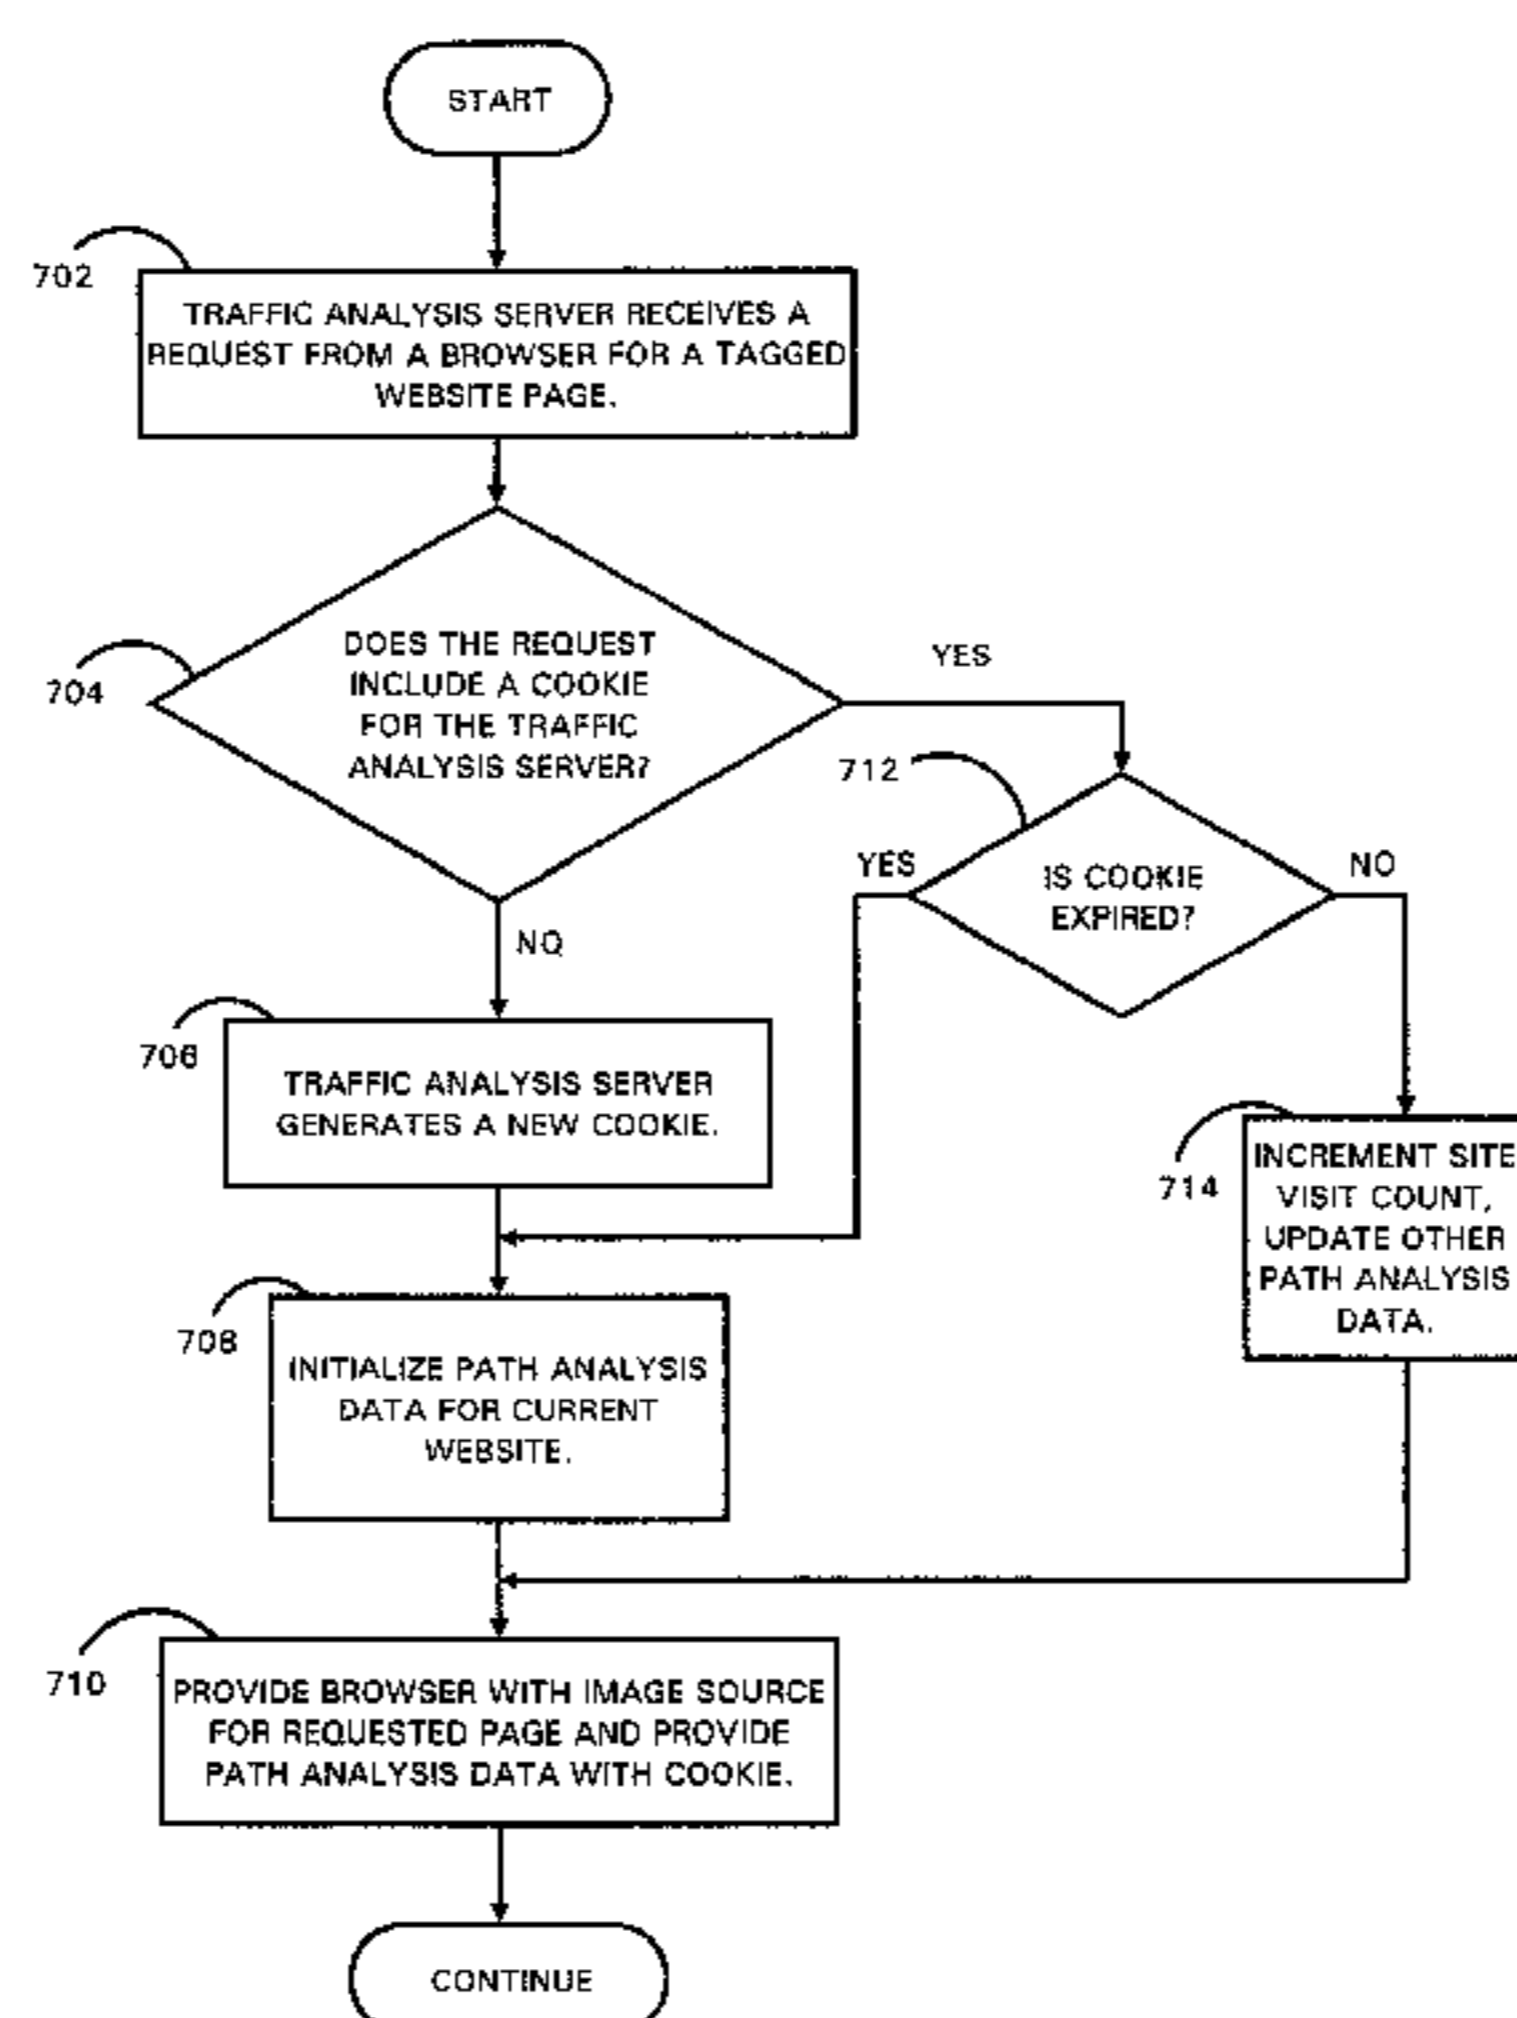 START
702
TRAFFIC ANALYSIS SERVER RECEIVES A
REQUEST FROM A BROWSER FOR A TAGGED
WEBSITE PAGE.
704
DOES THE REQUEST
INCLUDE A COOKIE
FOR THE TRAFFIC
ANALYSIS SERVER?
YES
712
IS COOKIE
EXPIRED?
YES
NO
NO
706
TRAFFIC ANALYSIS SERVER
GENERATES A NEW COOKIE.
714
INCREMENT SITE
VISIT COUNT,
UPDATE OTHER
PATH ANALYSIS
DATA.
708
INITIALIZE PATH ANALYSIS
DATA FOR CURRENT
WEBSITE.
710
PROVIDE BROWSER WITH IMAGE SOURCE
FOR REQUESTED PAGE AND PROVIDE
PATH ANALYSIS DATA WITH COOKIE.
CONTINUE